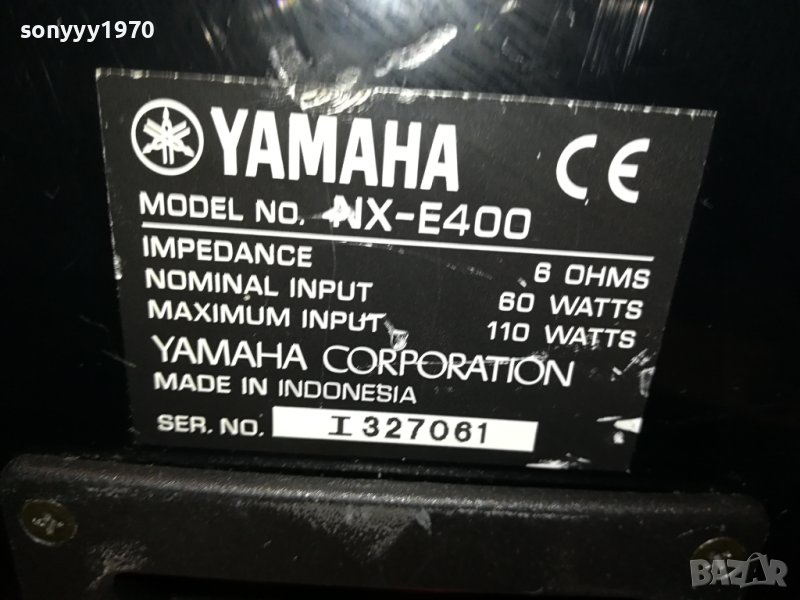 sonyyy1970
YAMAHA CE
MODEL NO. NX-E400
IMPEDANCE 6 OHMS
NOMINAL INPUT 60 WATTS
MAXIMUM INPUT 110 WATTS
YAMAHA CORPORATION
MADE IN INDONESIA
SER. NO. I 327061
BAZAR